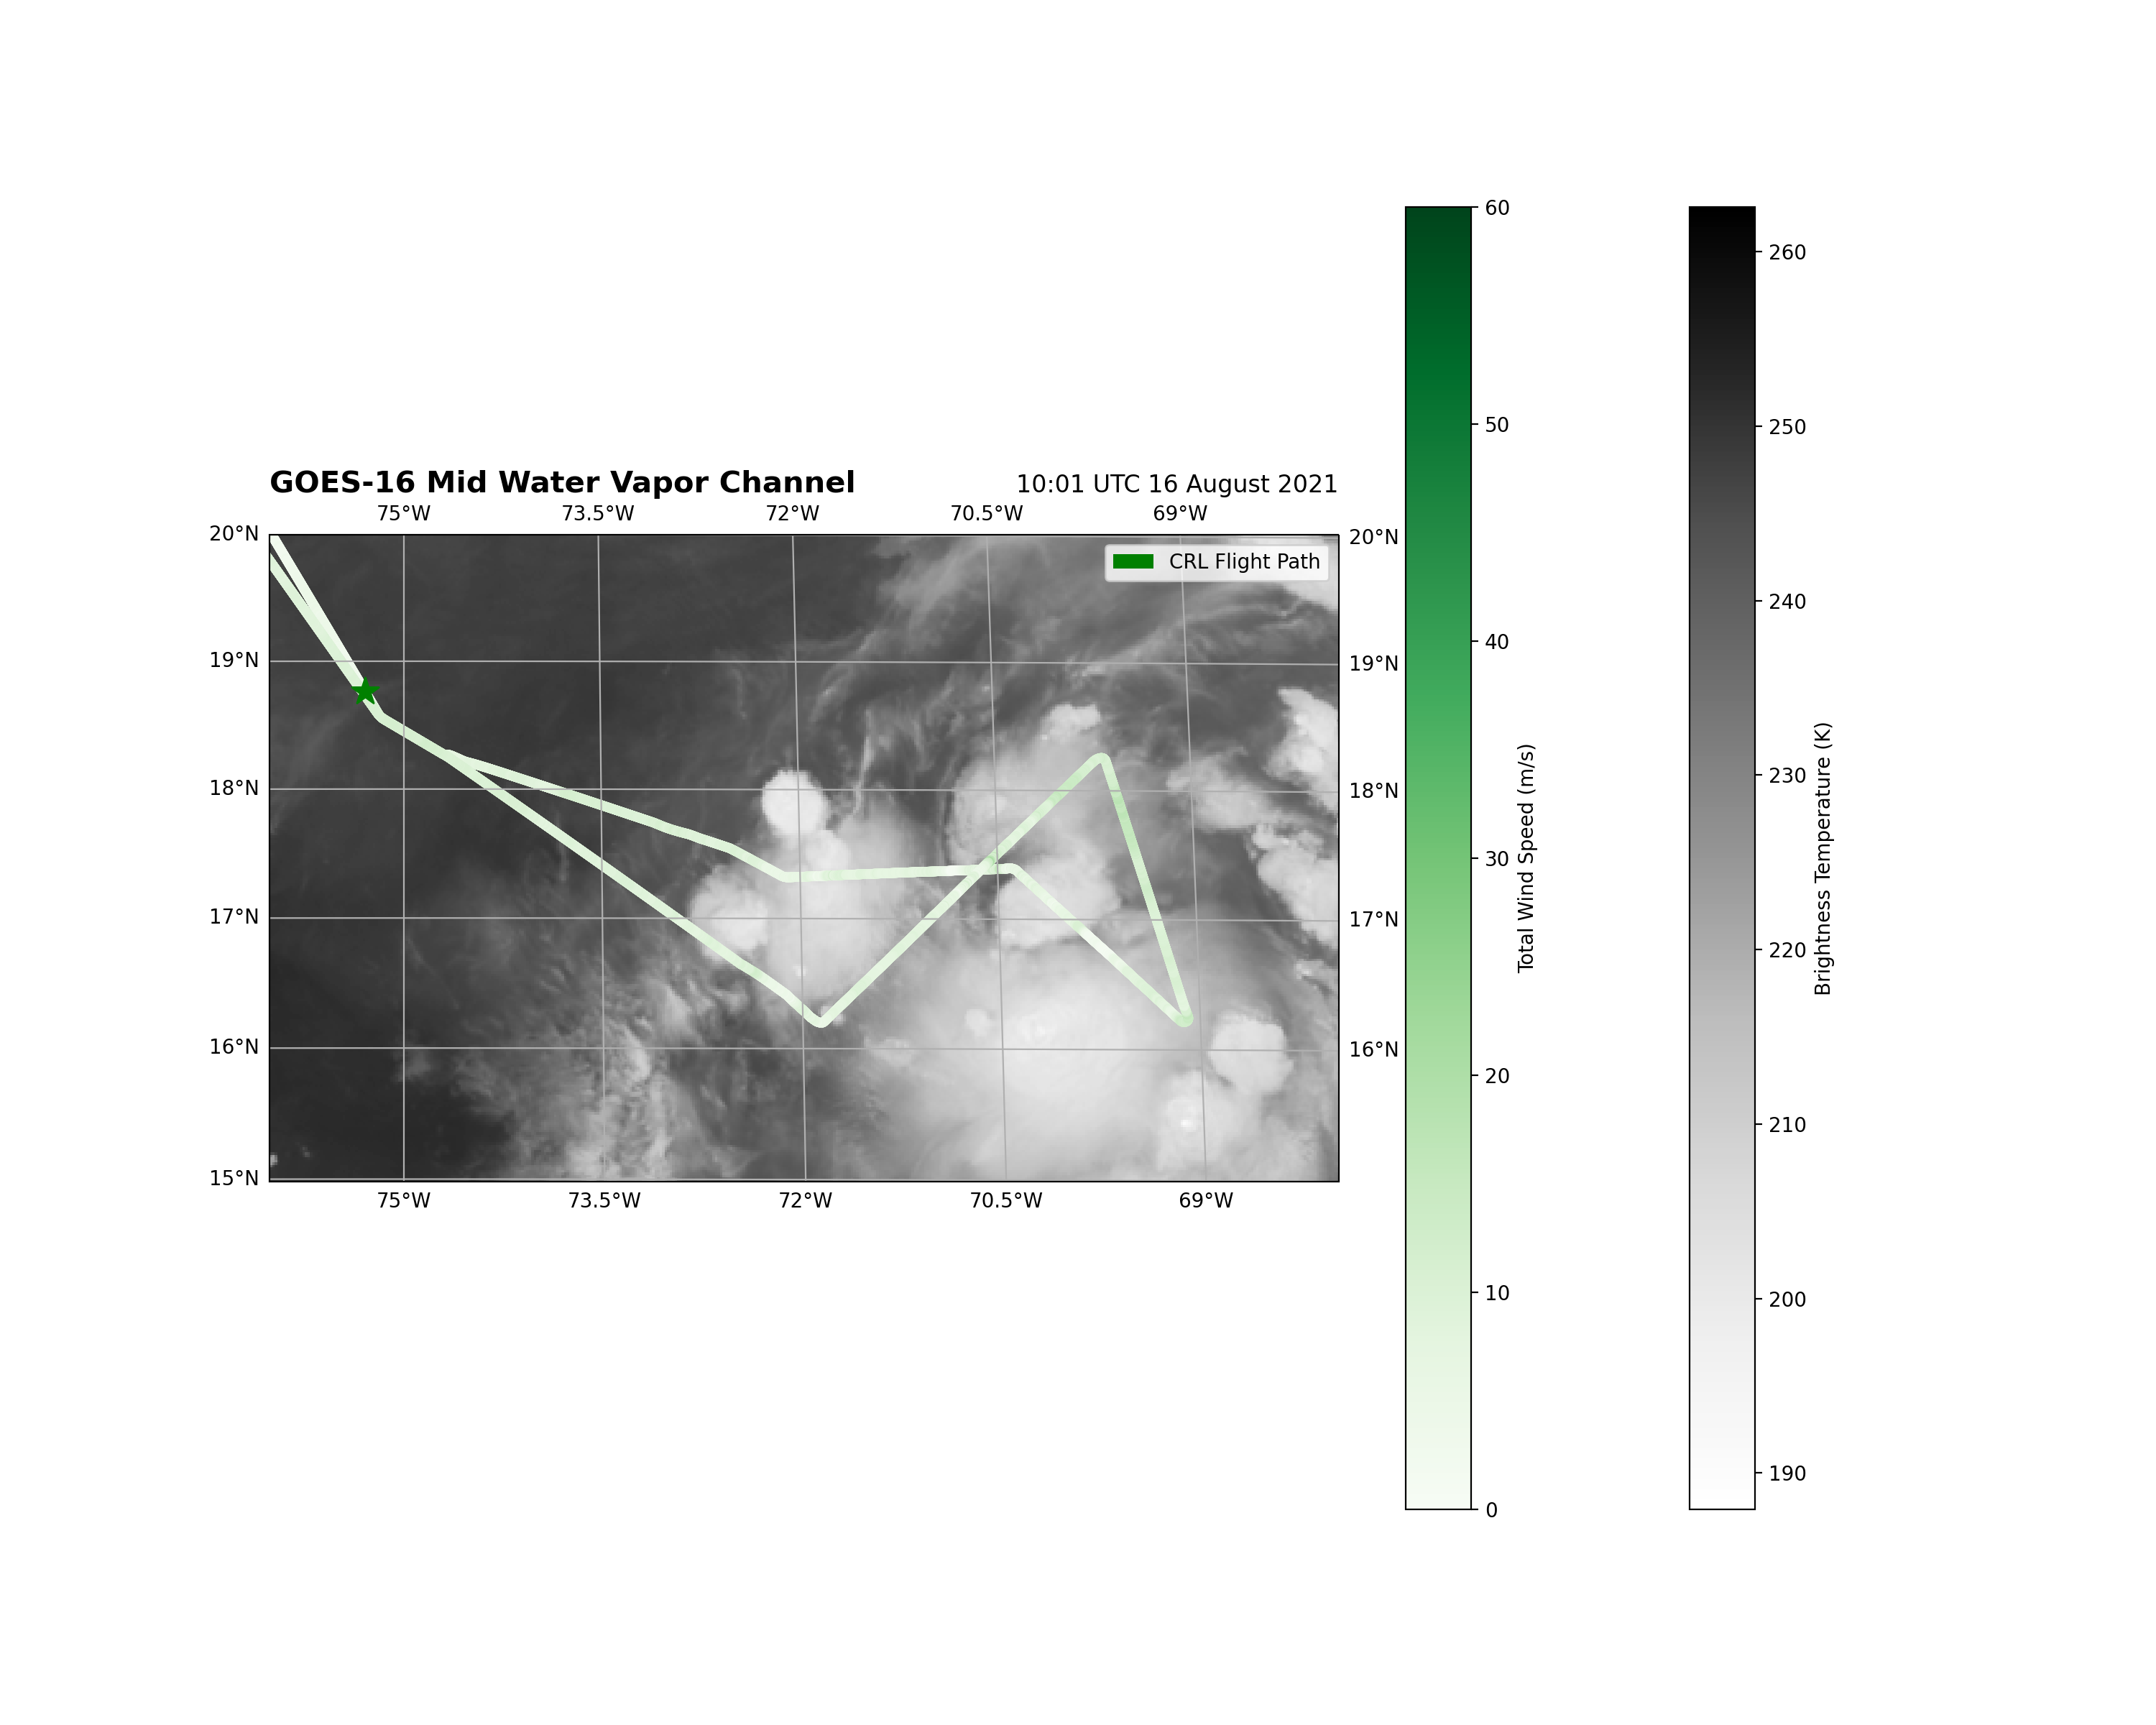 GOES-16 Mid Water Vapor Channel
10:01 UTC 16 August 2021
75°W 73.5°W 72°W 70.5°W 69°W
20°N
19°N
18°N
17°N
16°N
15°N
CRL Flight Path
20°N
19°N
18°N
17°N
16°N
75°W 73.5°W 72°W 70.5°W 69°W
60
50
40
30
20
10
0
Total Wind Speed (m/s)
260
250
240
230
220
210
200
190
Brightness Temperature (K)